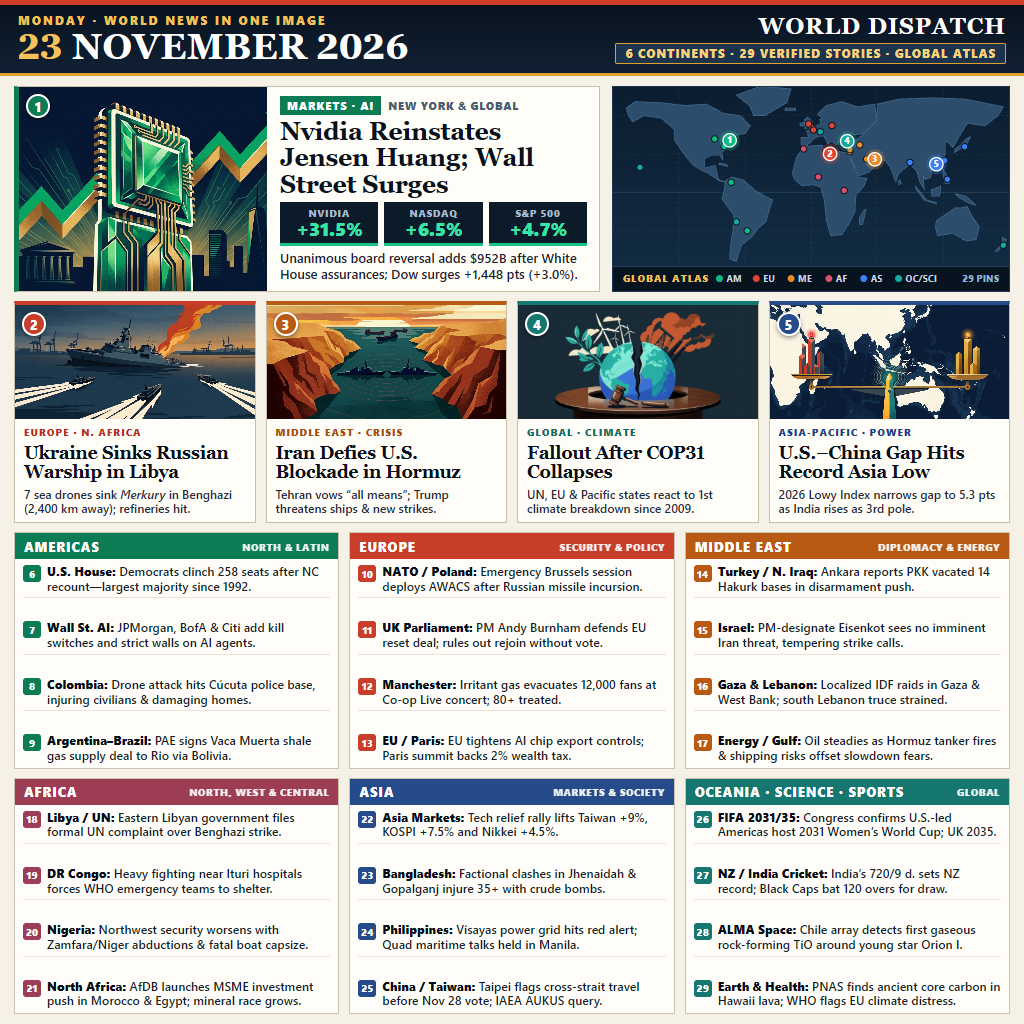 MONDAY · WORLD NEWS IN ONE IMAGE
23 NOVEMBER 2026
WORLD DISPATCH
6 CONTINENTS · 29 VERIFIED STORIES · GLOBAL ATLAS
1
MARKETS · AI NEW YORK & GLOBAL
Nvidia Reinstates
Jensen Huang; Wall
Street Surges
NVIDIA
+31.5%
NASDAQ
+6.5%
S&P 500
+4.7%
Unanimous board reversal adds $952B after White
House assurances; Dow surges +1,448 pts (+3.0%).
1
2
4
3
5
GLOBAL ATLAS AM EU ME AF AS OC/SCI 29 PINS
2
EUROPE · N. AFRICA
Ukraine Sinks Russian
Warship in Libya
7 sea drones sink Merkury in Benghazi
(2,400 km away); refineries hit.
3
MIDDLE EAST · CRISIS
Iran Defies U.S.
Blockade in Hormuz
Tehran vows “all means”; Trump
threatens ships & new strikes.
4
GLOBAL · CLIMATE
Fallout After COP31
Collapses
UN, EU & Pacific states react to 1st
climate breakdown since 2009.
5
ASIA-PACIFIC · POWER
U.S.–China Gap Hits
Record Asia Low
2026 Lowy Index narrows gap to 5.3 pts
as India rises as 3rd pole.
AMERICAS NORTH & LATIN
6 U.S. House: Democrats clinch 258 seats after NC
recount—largest majority since 1992.
7 Wall St. AI: JPMorgan, BofA & Citi add kill
switches and strict walls on AI agents.
8 Colombia: Drone attack hits Cúcuta police base,
injuring civilians & damaging homes.
9 Argentina–Brazil: PAE signs Vaca Muerta shale
gas supply deal to Rio via Bolivia.
EUROPE SECURITY & POLICY
10 NATO / Poland: Emergency Brussels session
deploys AWACS after Russian missile incursion.
11 UK Parliament: PM Andy Burnham defends EU
reset deal; rules out rejoin without vote.
12 Manchester: Irritant gas evacuates 12,000 fans at
Co-op Live concert; 80+ treated.
13 EU / Paris: EU tightens AI chip export controls;
Paris summit backs 2% wealth tax.
MIDDLE EAST DIPLOMACY & ENERGY
14 Turkey / N. Iraq: Ankara reports PKK vacated 14
Hakurk bases in disarmament push.
15 Israel: PM-designate Eisenkot sees no imminent
Iran threat, tempering strike calls.
16 Gaza & Lebanon: Localized IDF raids in Gaza &
West Bank; south Lebanon truce strained.
17 Energy / Gulf: Oil steadies as Hormuz tanker fires
& shipping risks offset slowdown fears.
AFRICA NORTH, WEST & CENTRAL
18 Libya / UN: Eastern Libyan government files
formal UN complaint over Benghazi strike.
19 DR Congo: Heavy fighting near Ituri hospitals
forces WHO emergency teams to shelter.
20 Nigeria: Northwest security worsens with
Zamfara/Niger abductions & fatal boat capsize.
21 North Africa: AfDB launches MSME investment
push in Morocco & Egypt; mineral race grows.
ASIA MARKETS & SOCIETY
22 Asia Markets: Tech relief rally lifts Taiwan +9%,
KOSPI +7.5% and Nikkei +4.5%.
23 Bangladesh: Factional clashes in Jhenaidah &
Gopalganj injure 35+ with crude bombs.
24 Philippines: Visayas power grid hits red alert;
Quad maritime talks held in Manila.
25 China / Taiwan: Taipei flags cross-strait travel
before Nov 28 vote; IAEA AUKUS query.
OCEANIA · SCIENCE · SPORTS GLOBAL
26 FIFA 2031/35: Congress confirms U.S.-led
Americas host 2031 Women’s World Cup; UK 2035.
27 NZ / India Cricket: India’s 720/9 d. sets NZ
record; Black Caps bat 120 overs for draw.
28 ALMA Space: Chile array detects first gaseous
rock-forming TiO around young star Orion I.
29 Earth & Health: PNAS finds ancient core carbon in
Hawaii lava; WHO flags EU climate distress.